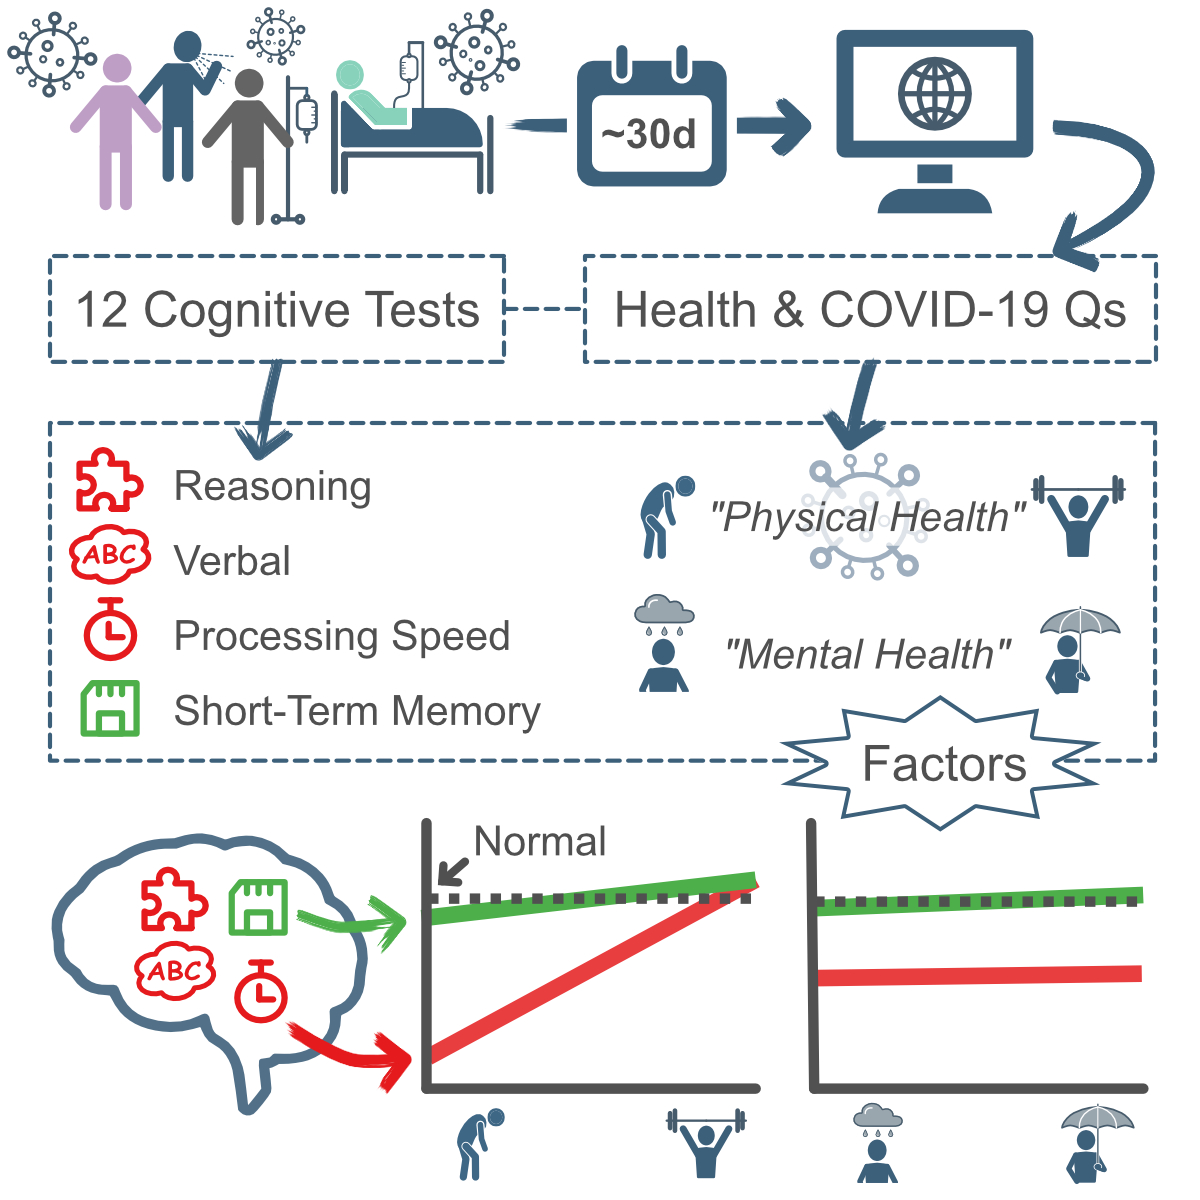 ~30d
12 Cognitive Tests
Health & COVID-19 Qs
Reasoning
ABC
Verbal
Processing Speed
Short-Term Memory
"Physical Health"
"Mental Health"
Factors
ABC
Normal